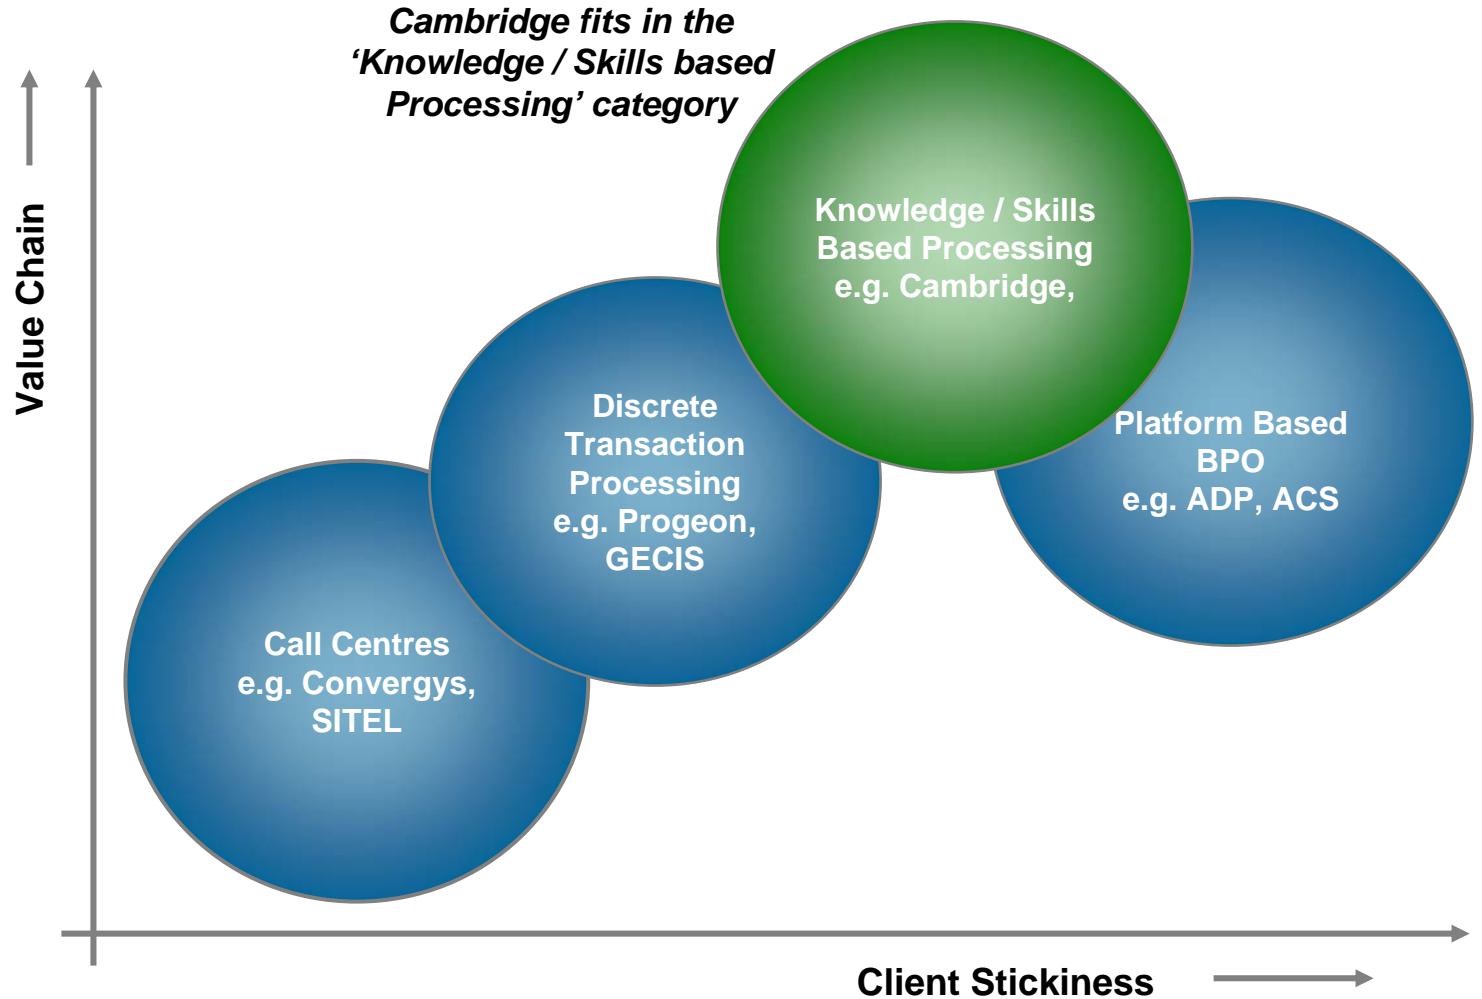 Cambridge fits in the
‘Knowledge / Skills based
Processing’ category
Value Chain
Knowledge / Skills
Based Processing
e.g. Cambridge,
Discrete
Transaction
Processing
e.g. Progeon,
GECIS
Platform Based
BPO
e.g. ADP, ACS
Call Centres
e.g. Convergys,
SITEL
Client Stickiness